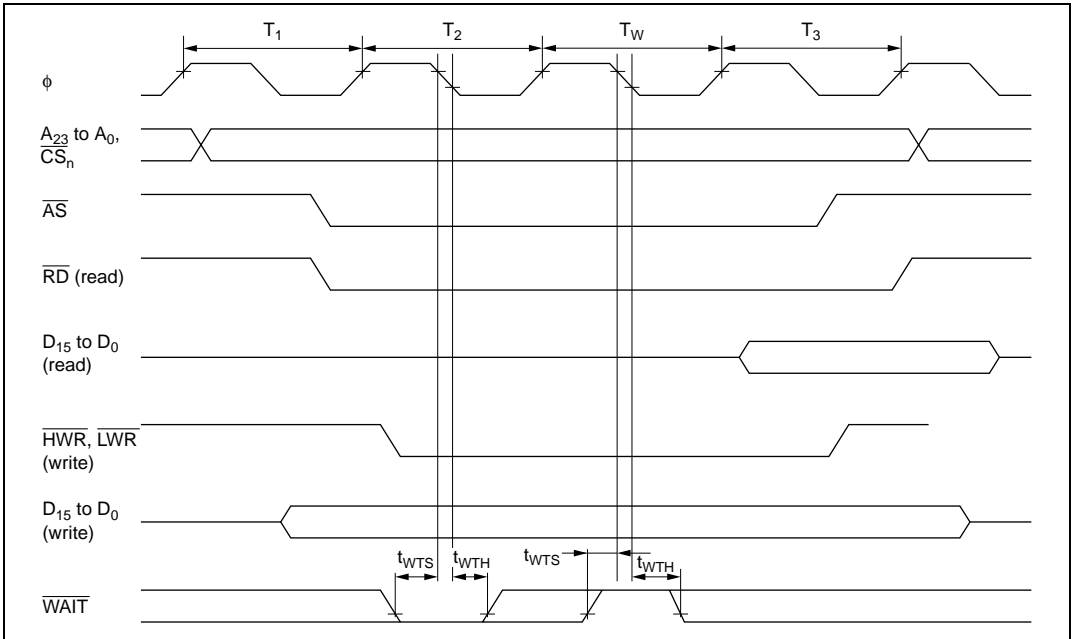 T1 T2 TW T3
ϕ
A23 to A0,
CSn
AS
RD (read)
D15 to D0
(read)
HWR, LWR
(write)
D15 to D0
(write)
tWTS tWTH tWTS tWTH
WAIT